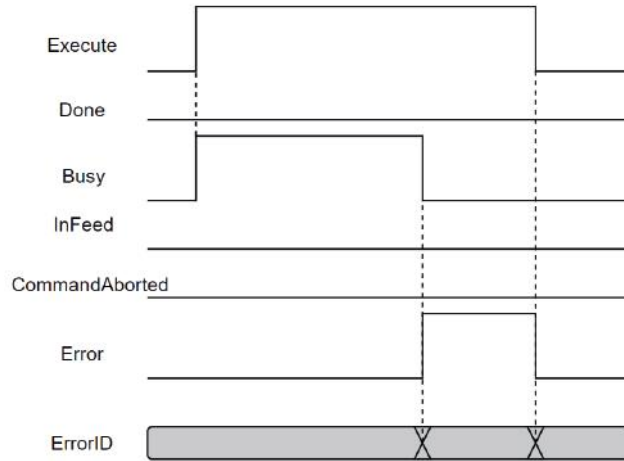 Execute
Done
Busy
InFeed
CommandAborted
Error
ErrorID